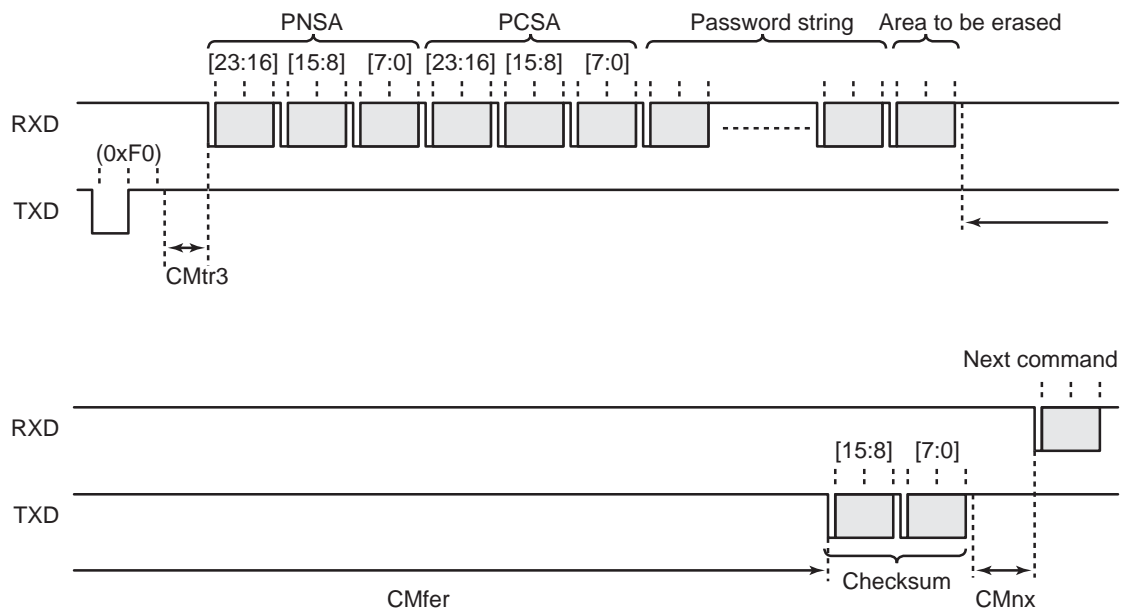 PNSA PCSA Password string Area to be erased
[23:16] [15:8] [7:0] [23:16] [15:8] [7:0]
RXD
(0xF0)
TXD
CMtr3
Next command
RXD
[15:8] [7:0]
TXD
Checksum
CMfer CMnx